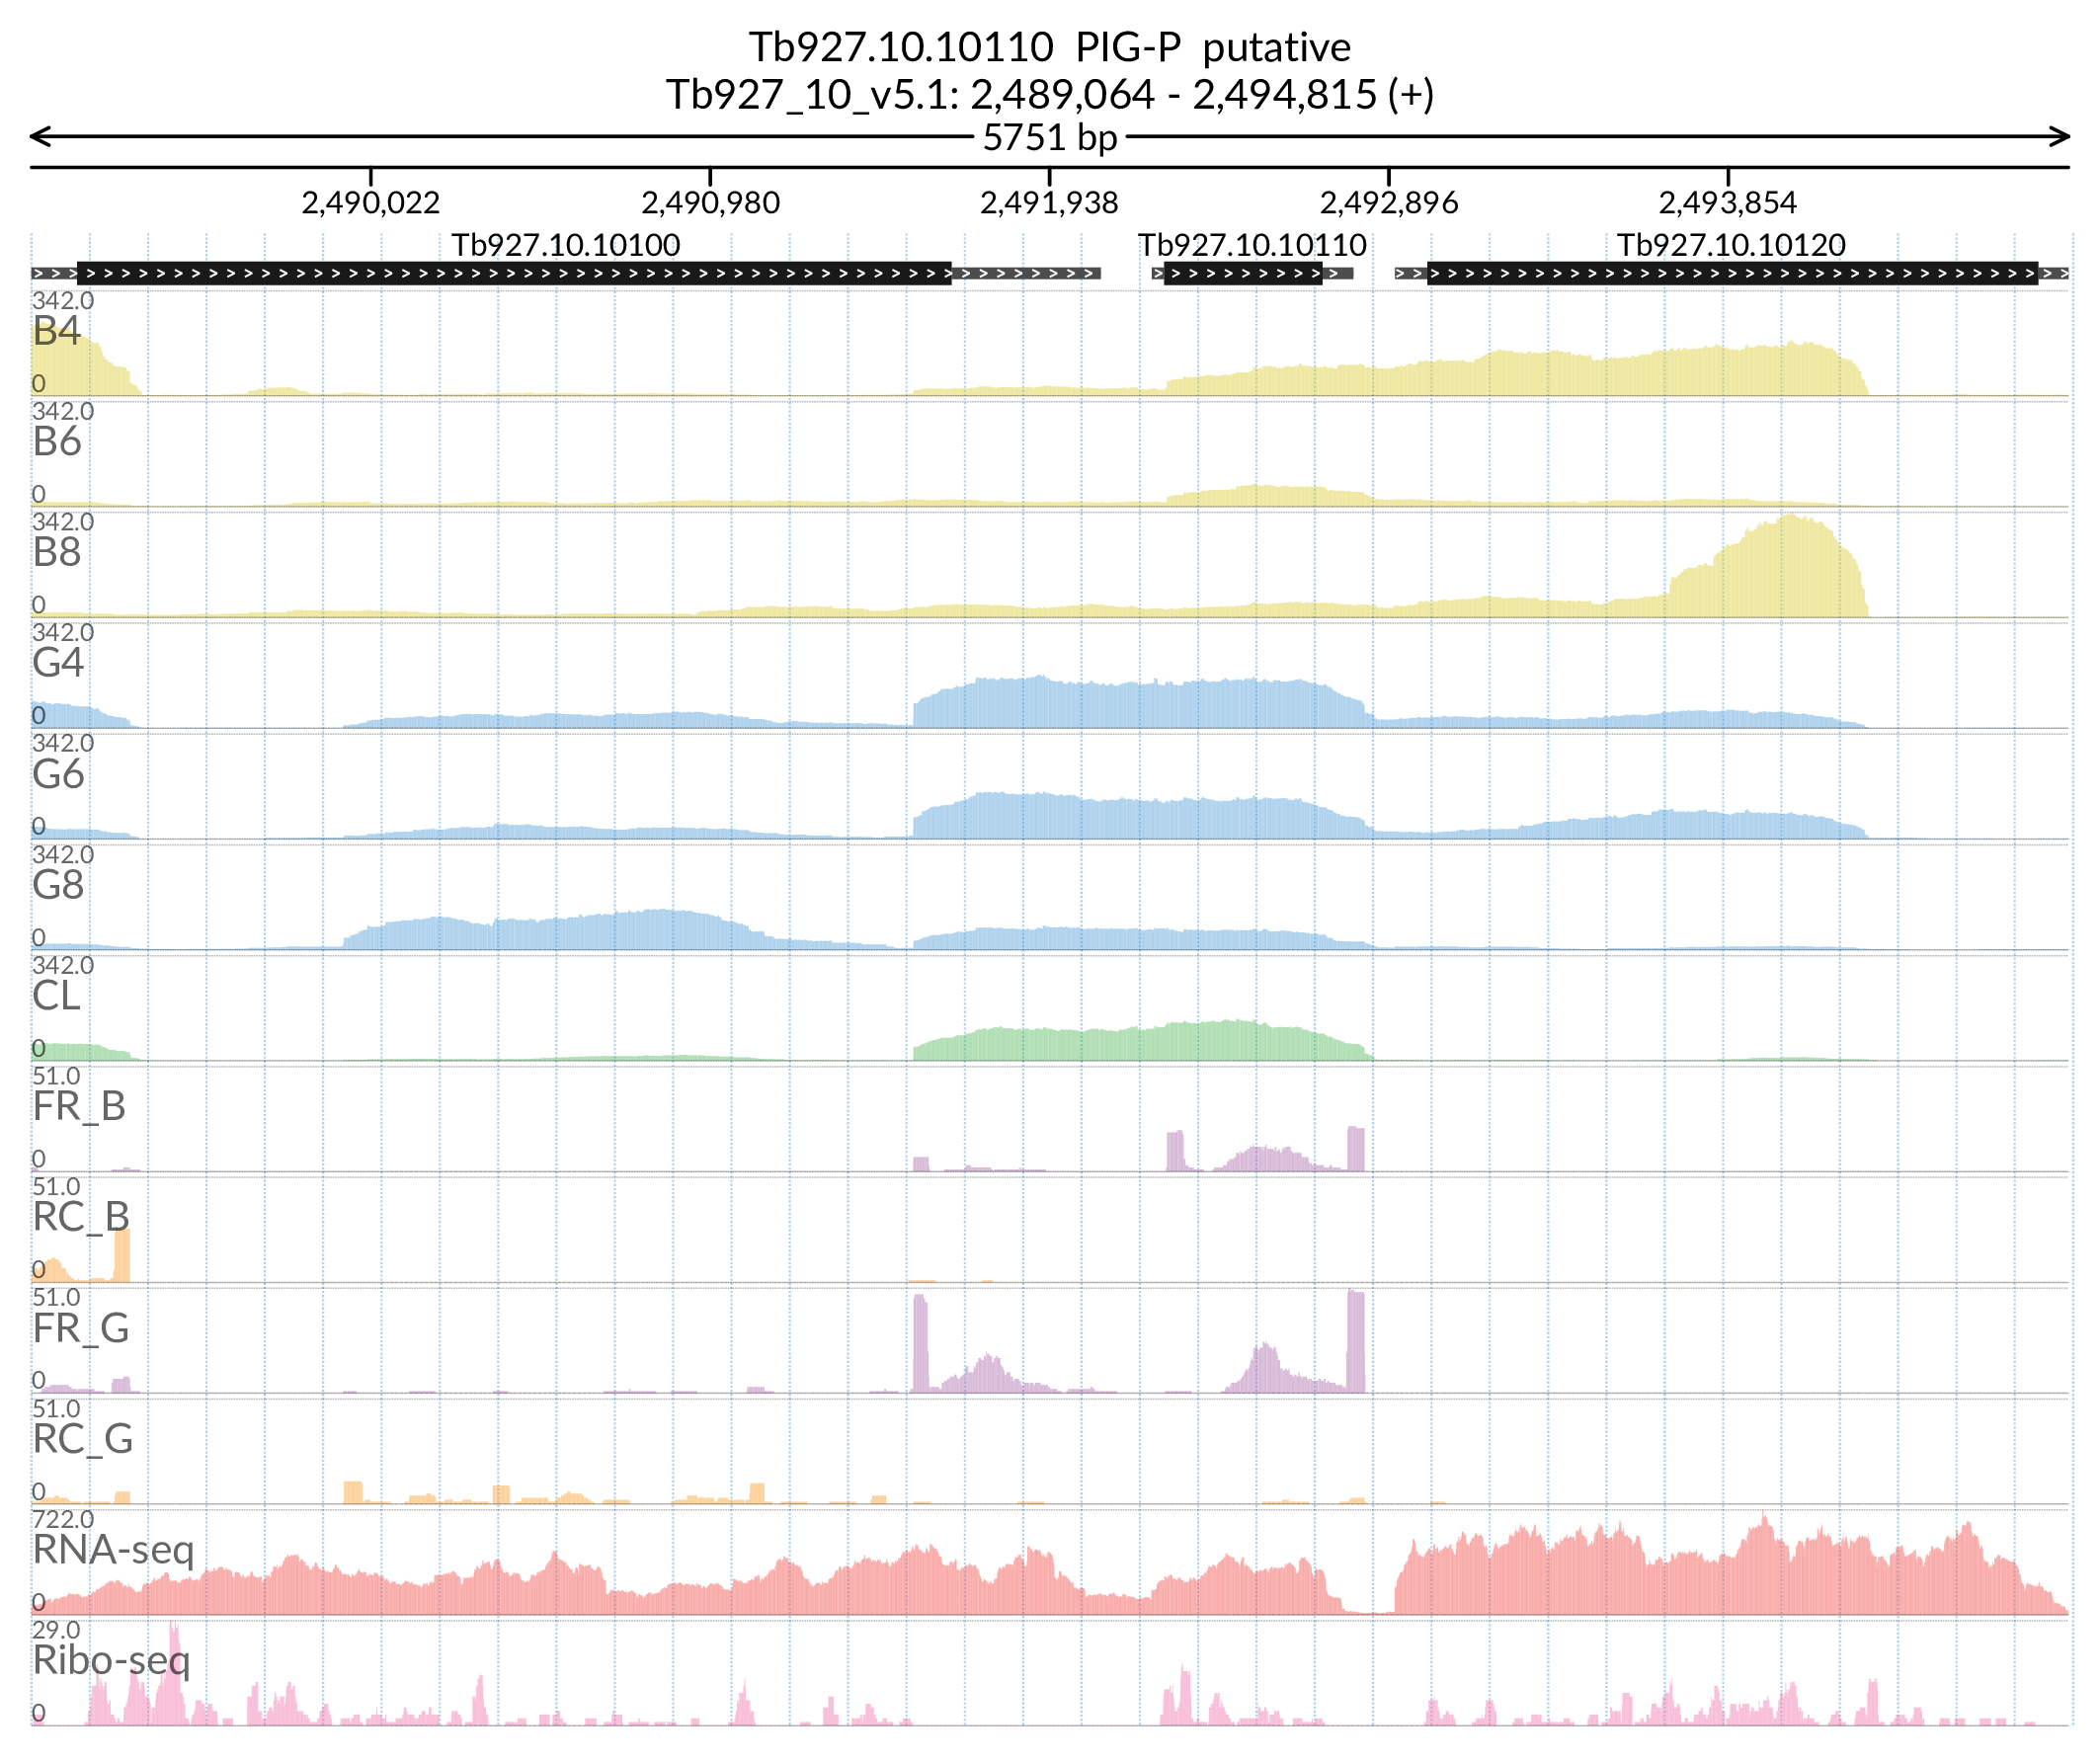 Tb927.10.10110 PIG-P putative
Tb927_10_v5.1: 2,489,064 - 2,494,815 (+)
5751 bp
2,490,022 2,490,980 2,491,938 2,492,896 2,493,854
Tb927.10.10100 Tb927.10.10110 Tb927.10.10120
342.0
B4
0
342.0
B6
0
342.0
B8
0
342.0
G4
0
342.0
G6
0
342.0
G8
0
342.0
CL
0
51.0
FR_B
0
51.0
RC_B
0
51.0
FR_G
0
51.0
RC_G
0
722.0
RNA-seq
0
29.0
Ribo-seq
0